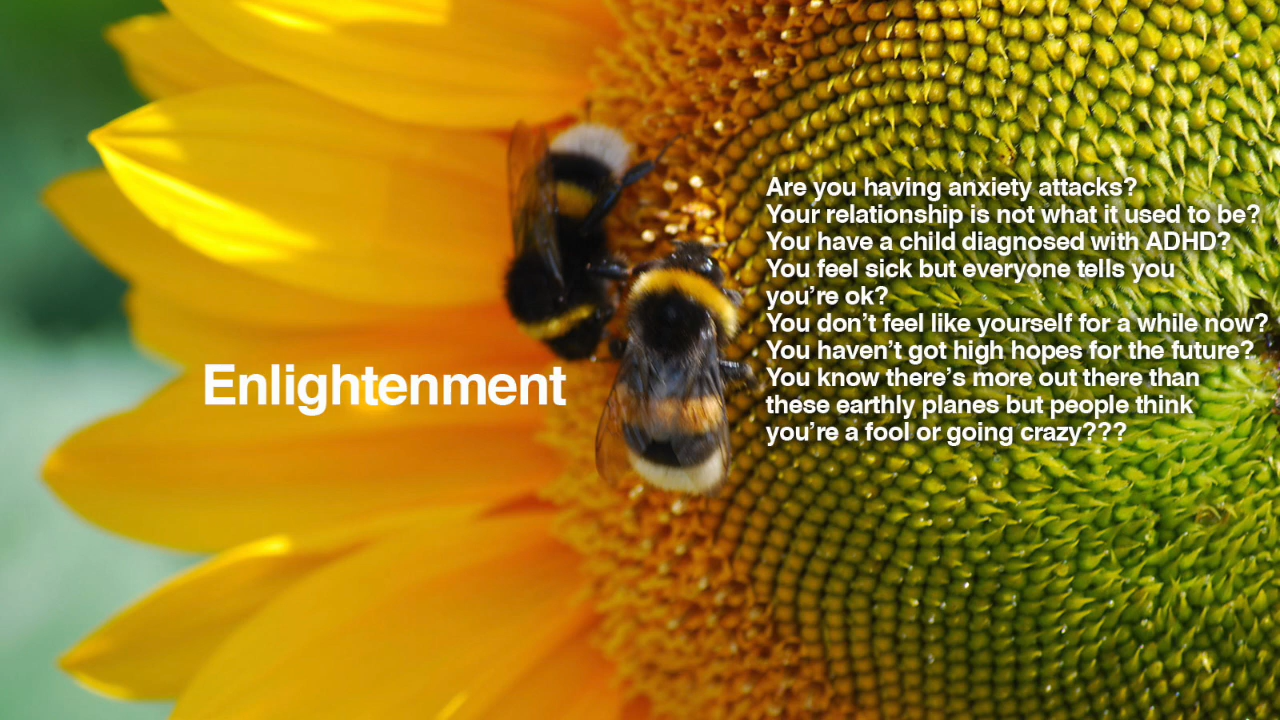 Enlightenment
Are you having anxiety attacks?
Your relationship is not what it used to be?
You have a child diagnosed with ADHD?
You feel sick but everyone tells you
you’re ok?
You don’t feel like yourself for a while now?
You haven’t got high hopes for the future?
You know there’s more out there than
these earthly planes but people think
you’re a fool or going crazy???